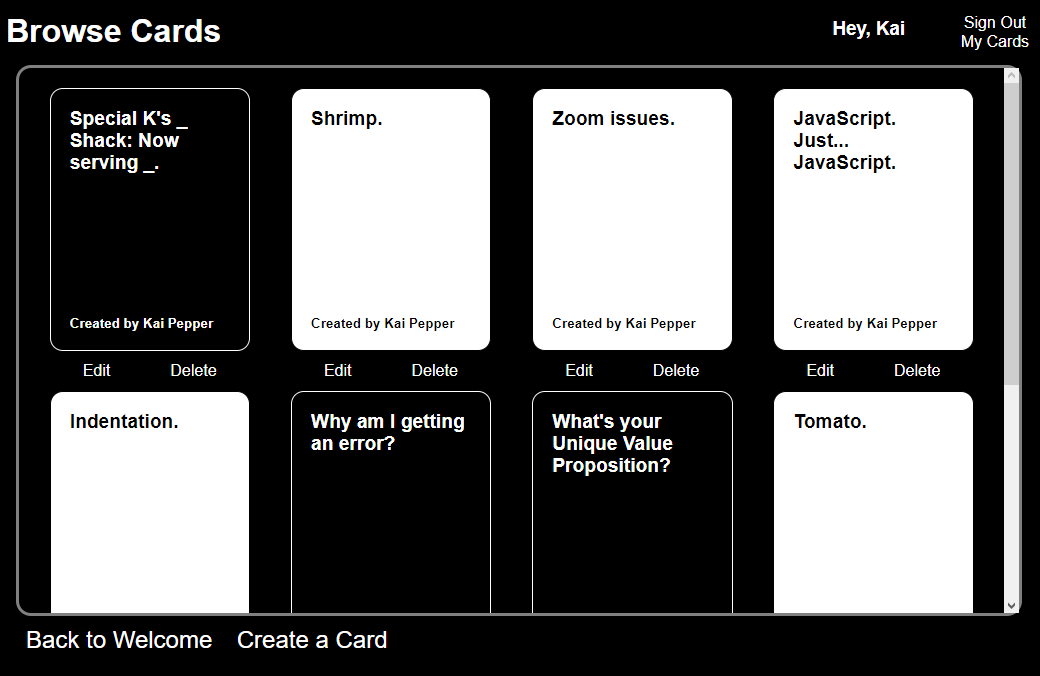 Browse Cards
Hey, Kai
Sign Out
My Cards
Special K's _
Shack: Now
serving _.
Created by Kai Pepper
Edit
Delete
Shrimp.
Created by Kai Pepper
Edit
Delete
Zoom issues.
Created by Kai Pepper
Edit
Delete
JavaScript.
Just...
JavaScript.
Created by Kai Pepper
Edit
Delete
Indentation.
Why am I getting
an error?
What's your
Unique Value
Proposition?
Tomato.
Back to Welcome
Create a Card